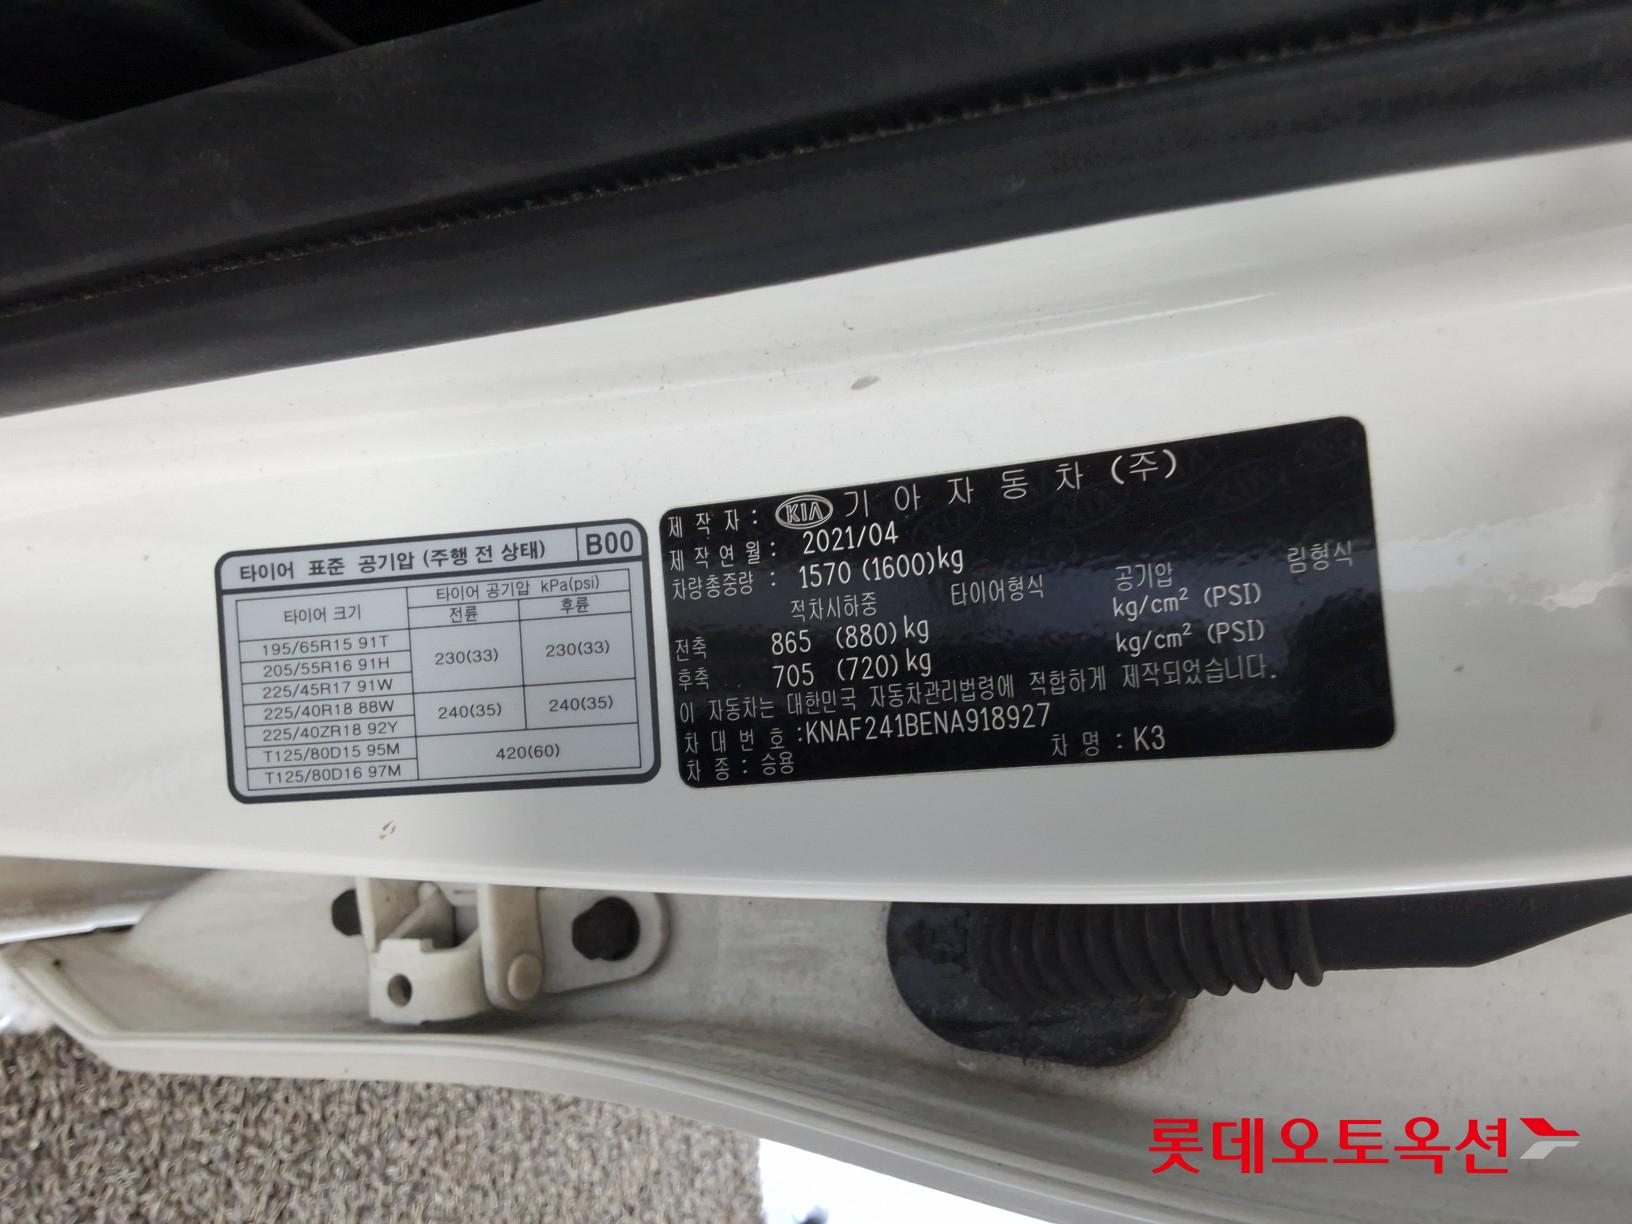 타이어 표준 공기압 (주행 전 상태) B00
타이어 크기 타이어 공기압 kPa(psi)
전륜 후륜
195/65R15 91T
205/55R16 91H
225/45R17 91W
230(33) 230(33)
225/40R18 88W
225/40ZR18 92Y
240(35) 240(35)
T125/80D15 95M
T125/80D16 97M
420(60)
제 작 자 : KIA 기 아 자 동 차 (주)
제 작 연 월 : 2021/04
차량총중량 : 1570 (1600)kg
적차시하중 타이어형식 공기압 림형식
전축 865 (880)kg kg/cm² (PSI)
후축 705 (720)kg kg/cm² (PSI)
이 자동차는 대한민국 자동차관리법령에 적합하게 제작되었습니다.
차 대 번 호 :KNAF241BENA918927
차 종 : 승용 차 명 : K3
롯데오토옥션